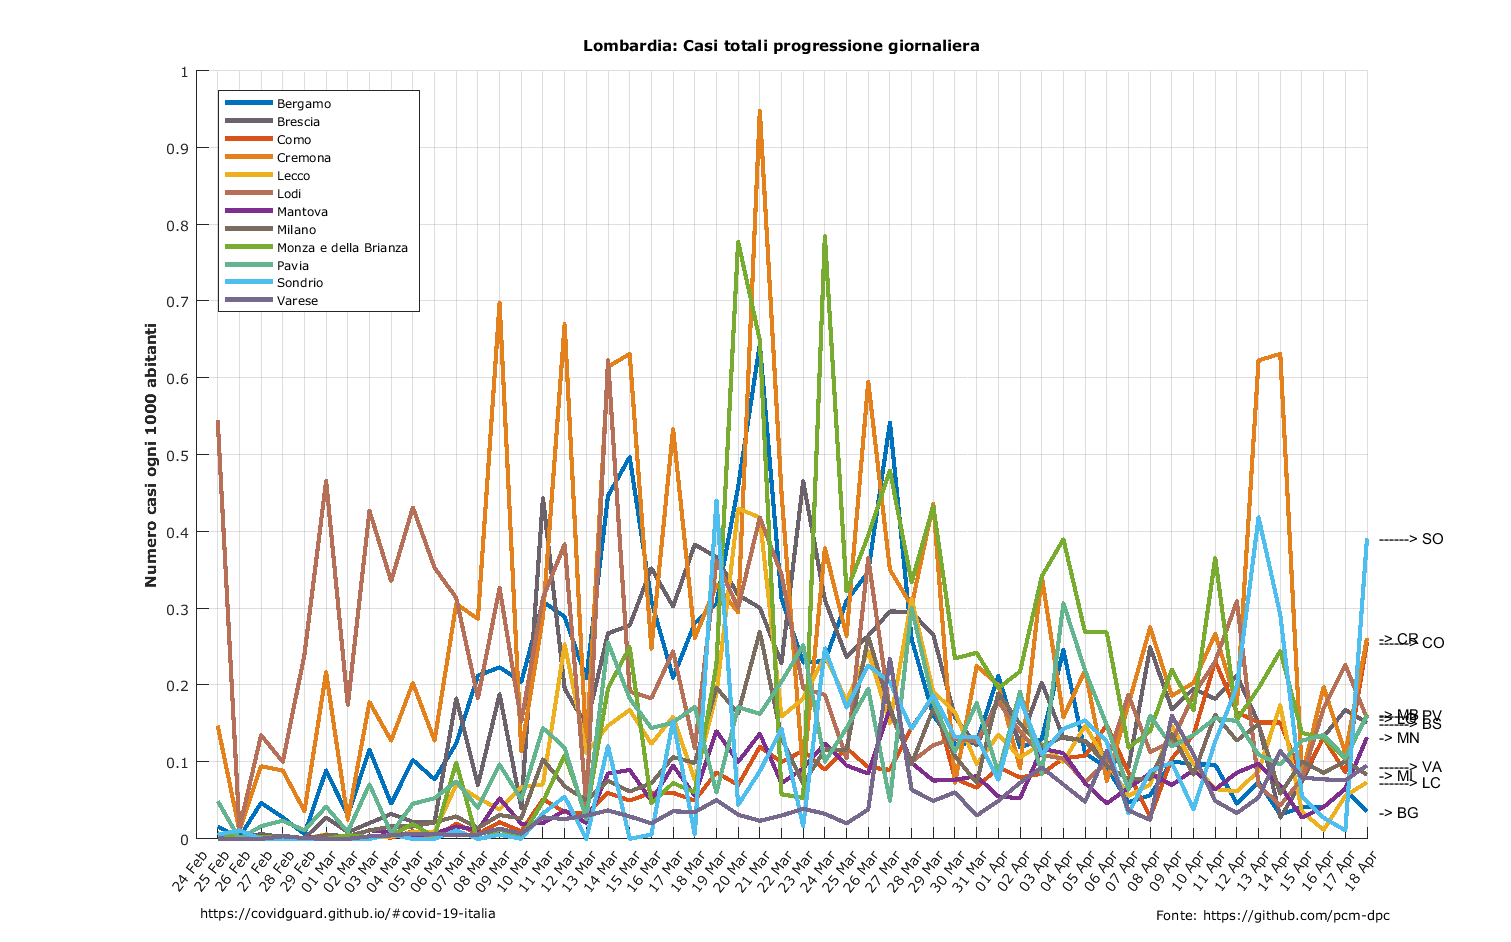 Lombardia: Casi totali progressione giornaliera
Numero casi ogni 1000 abitanti
1
0.9
0.8
0.7
0.6
0.5
0.4
0.3
0.2
0.1
0
Bergamo
Brescia
Como
Cremona
Lecco
Lodi
Mantova
Milano
Monza e della Brianza
Pavia
Sondrio
Varese
------> SO
-> CR
------> CO
-> MB
------> PV
------> BS
-> MN
------> VA
-> MI
------> LC
-> BG
24 Feb
25 Feb
26 Feb
27 Feb
28 Feb
29 Feb
01 Mar
02 Mar
03 Mar
04 Mar
05 Mar
06 Mar
07 Mar
08 Mar
09 Mar
10 Mar
11 Mar
12 Mar
13 Mar
14 Mar
15 Mar
16 Mar
17 Mar
18 Mar
19 Mar
20 Mar
21 Mar
22 Mar
23 Mar
24 Mar
25 Mar
26 Mar
27 Mar
28 Mar
29 Mar
30 Mar
31 Mar
01 Apr
02 Apr
03 Apr
04 Apr
05 Apr
06 Apr
07 Apr
08 Apr
09 Apr
10 Apr
11 Apr
12 Apr
13 Apr
14 Apr
15 Apr
16 Apr
17 Apr
18 Apr
https://covidguard.github.io/#covid-19-italia
Fonte: https://github.com/pcm-dpc